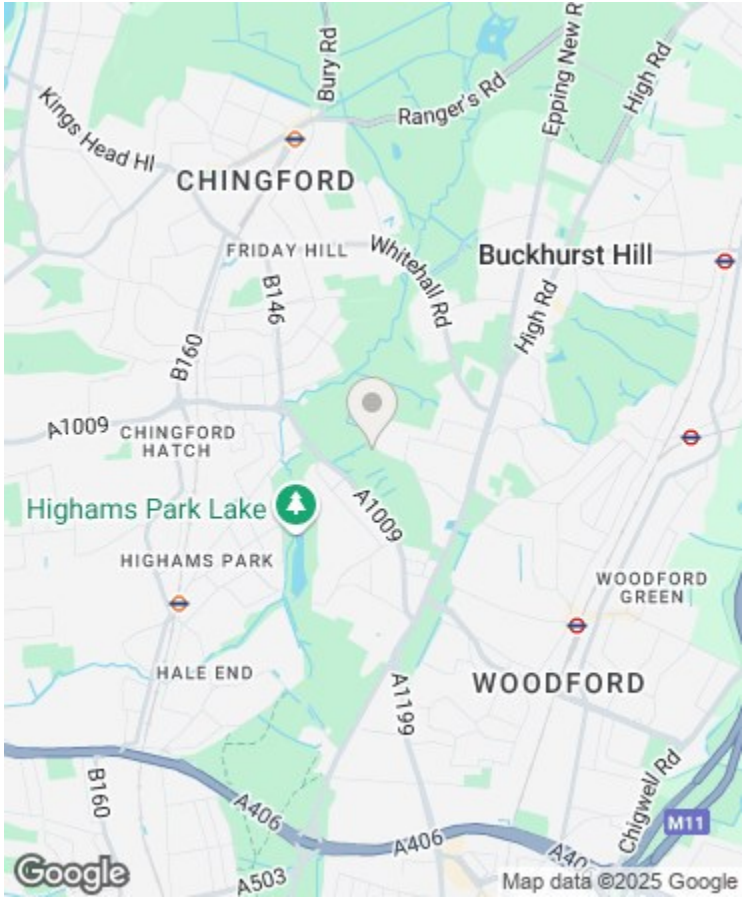 Bury Rd
Epping New R
High Rd
Ranger's Rd
Kings Head Hl
CHINGFORD
FRIDAY HILL
Whitehall Rd
Buckhurst Hill
B146
High Rd
B160
A1009
CHINGFORD
HATCH
Highams Park Lake
A1009
HIGHAMS PARK
WOODFORD
GREEN
HALE END
WOODFORD
A1199
Chigwell Rd
B160
A406
M11
A406
A40
A503
Google
Map data ©2025 Google